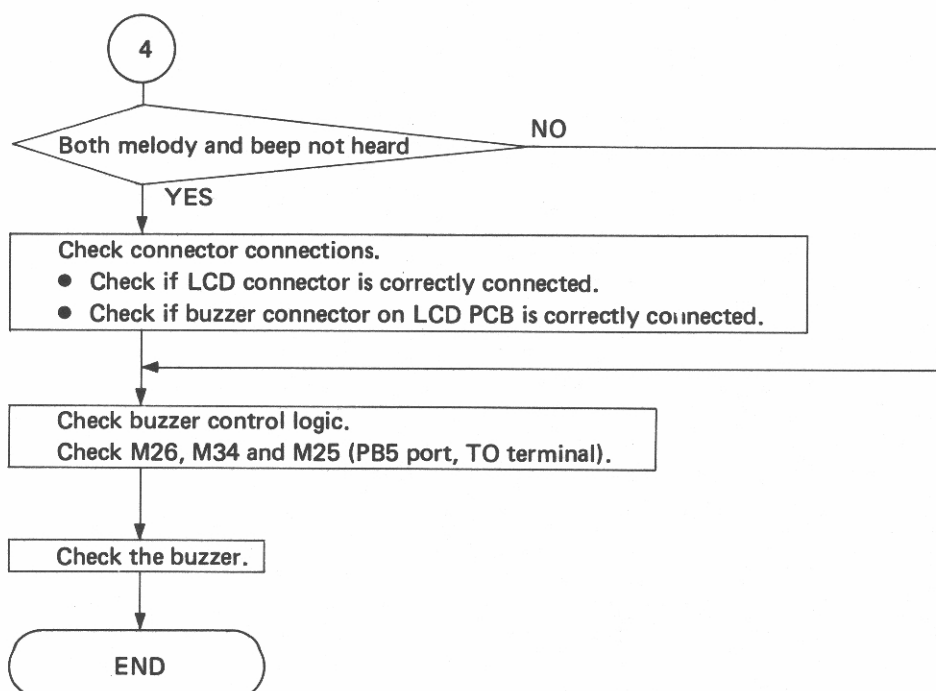 4
Both melody and beep not heard
NO
YES
Check connector connections.
● Check if LCD connector is correctly connected.
● Check if buzzer connector on LCD PCB is correctly connected.
Check buzzer control logic.
Check M26, M34 and M25 (PB5 port, TO terminal).
Check the buzzer.
END